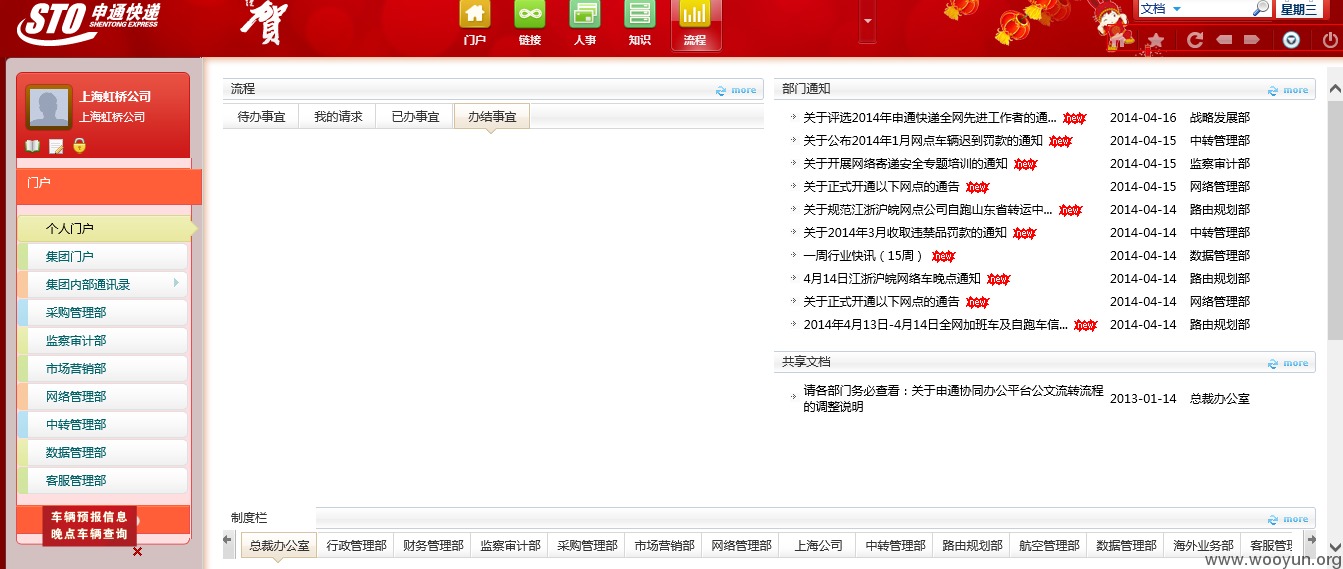 STO 申通快递
SHENTONG EXPRESS
賀
门户
链接
人事
知识
流程
文档
星期三
上海虹桥公司
上海虹桥公司
门户
个人门户
集团门户
集团内部通讯录
采购管理部
监察审计部
市场营销部
网络管理部
中转管理部
数据管理部
客服管理部
车辆预报信息
晚点车辆查询
流程 more
待办事宜 我的请求 已办事宜 办结事宜
部门通知 more
关于评选2014年申通快递全网先进工作者的通... new 2014-04-16 战略发展部
关于公布2014年1月网点车辆迟到罚款的通知 new 2014-04-15 中转管理部
关于开展网络寄递安全专题培训的通知 new 2014-04-15 监察审计部
关于正式开通以下网点的通告 new 2014-04-15 网络管理部
关于规范江浙沪皖网点公司自跑山东省转运中... new 2014-04-14 路由规划部
关于2014年3月收取违禁品罚款的通知 new 2014-04-14 中转管理部
一周行业快讯（15周） new 2014-04-14 数据管理部
4月14日江浙沪皖网络车晚点通知 new 2014-04-14 路由规划部
关于正式开通以下网点的通告 new 2014-04-14 网络管理部
2014年4月13日-4月14日全网加班车及自跑车信... new 2014-04-14 路由规划部
共享文档 more
请各部门务必查看：关于申通协同办公平台公文流转流程
的调整说明 2013-01-14 总裁办公室
制度栏 more
总裁办公室 行政管理部 财务管理部 监察审计部 采购管理部 市场营销部 网络管理部 上海公司 中转管理部 路由规划部 航空管理部 数据管理部 海外业务部 客服管理
www.wooyun.org